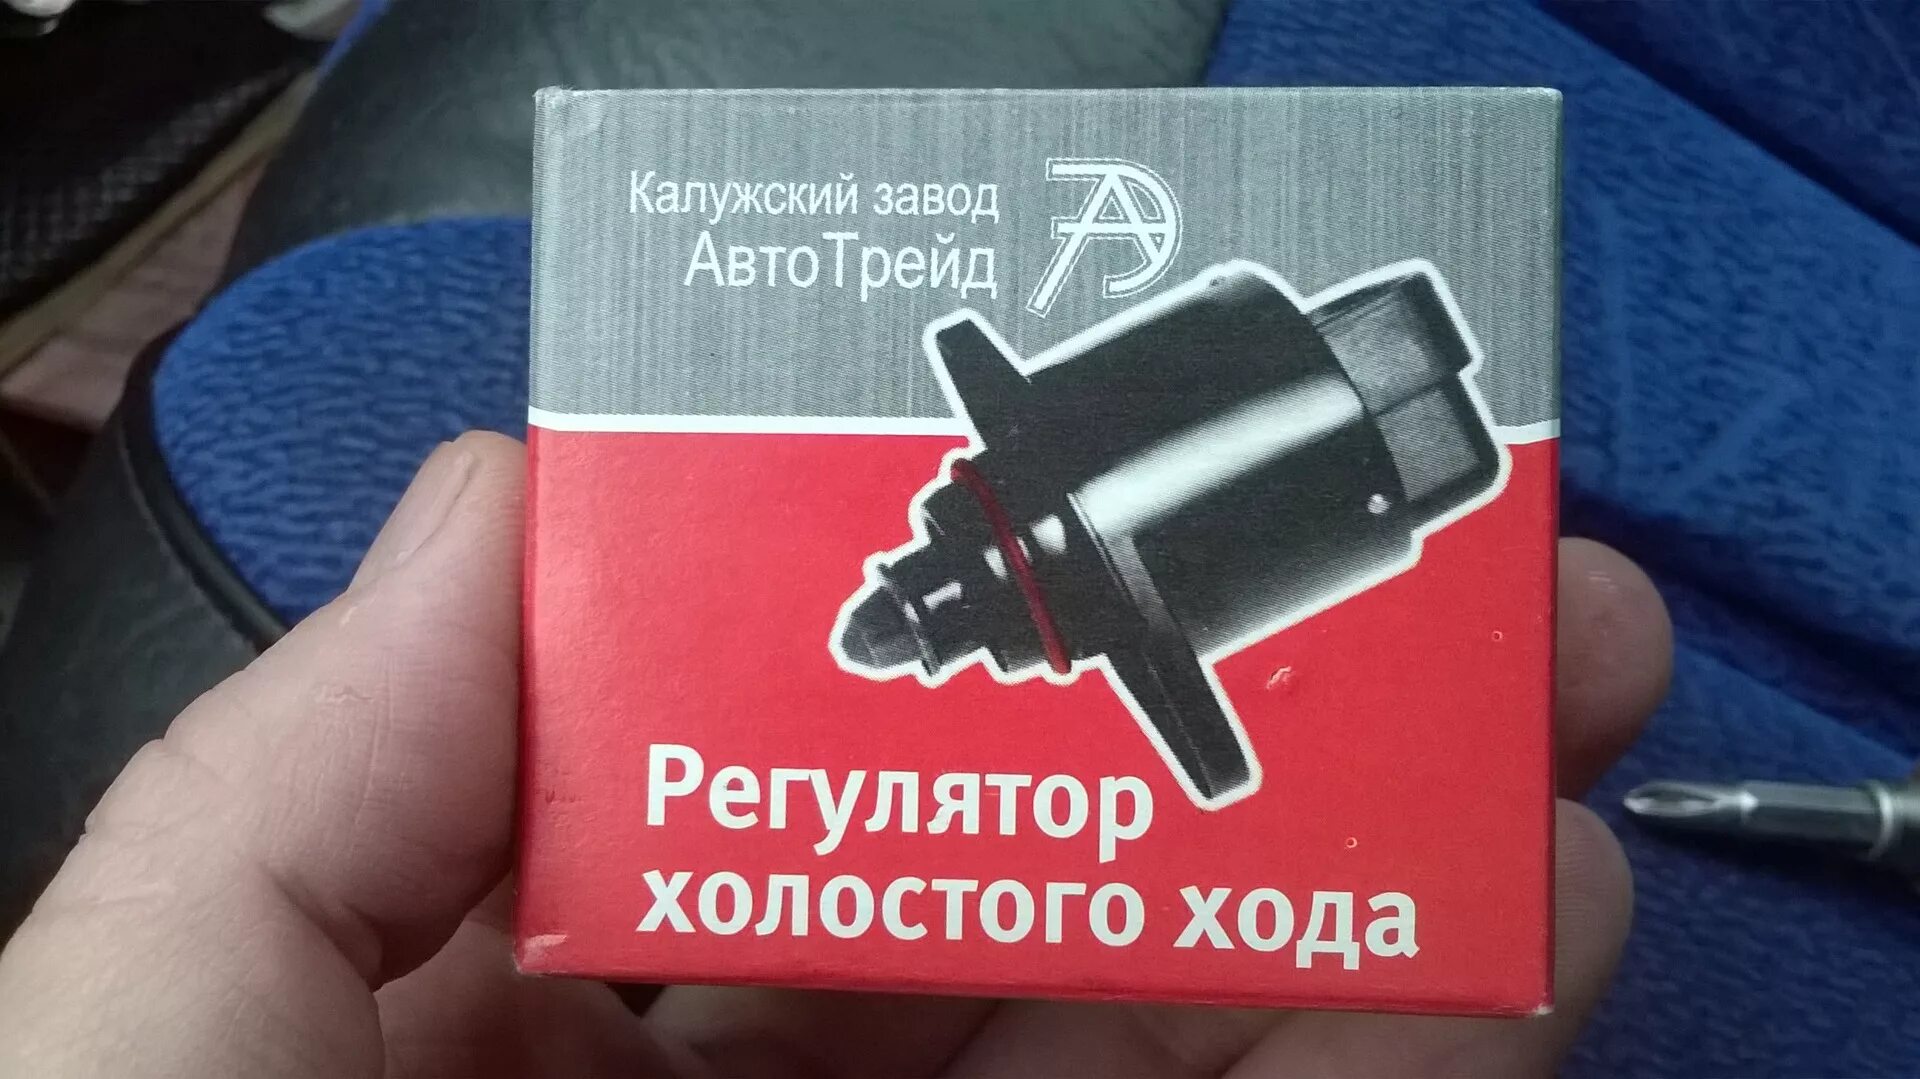 Калужский завод
АвтоТрейд
Регулятор
холостого хода